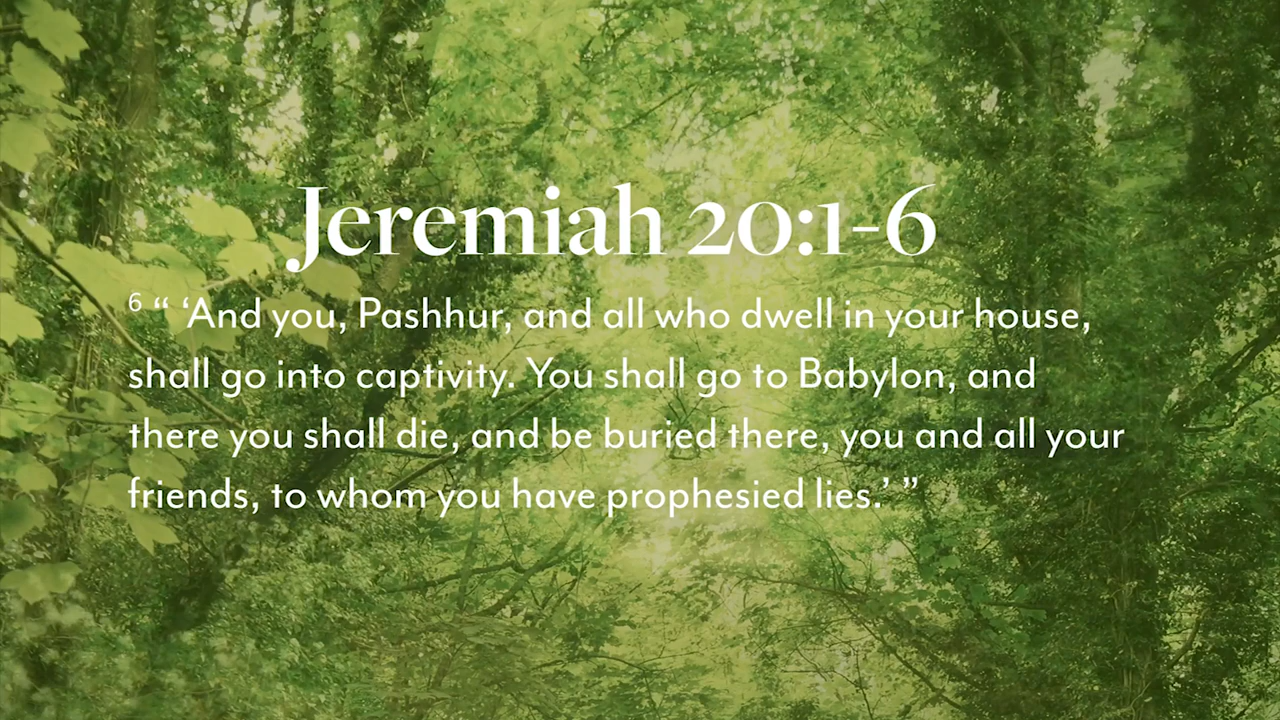 Jeremiah 20:1-6
6 “ ‘And you, Pashhur, and all who dwell in your house,
shall go into captivity. You shall go to Babylon, and
there you shall die, and be buried there, you and all your
friends, to whom you have prophesied lies.’ ”